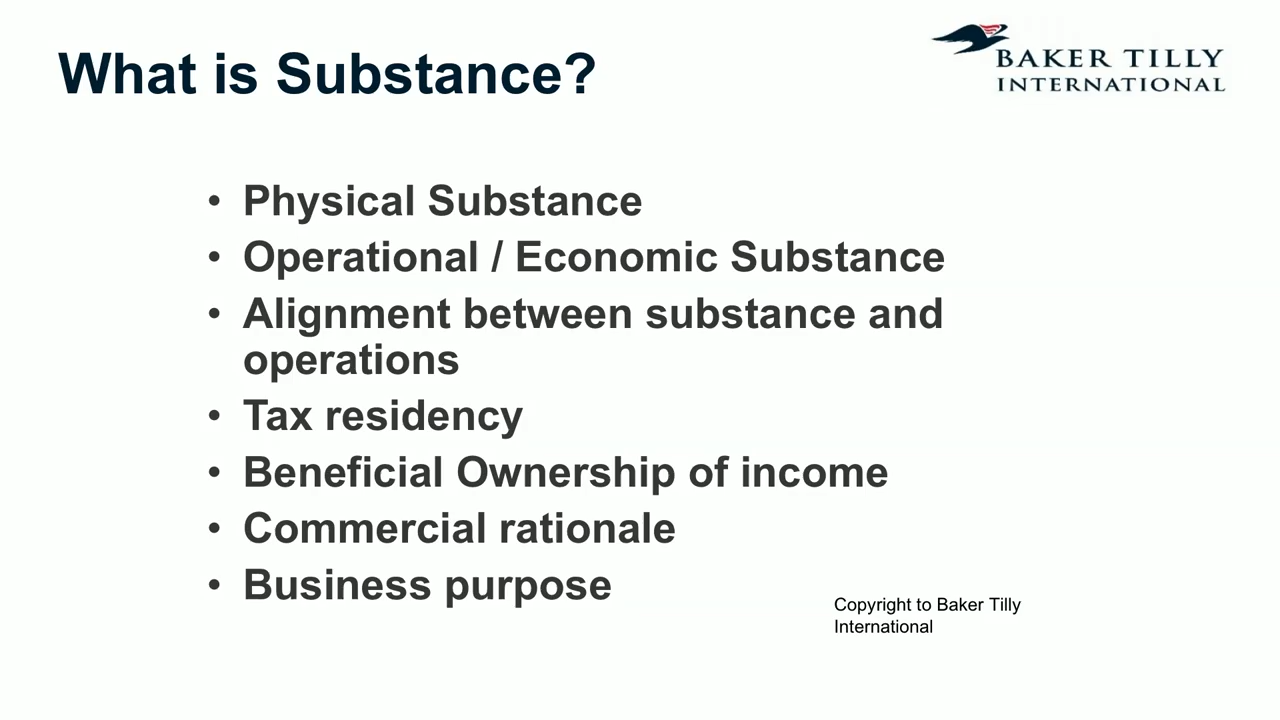 What is Substance?
BAKER TILLY
INTERNATIONAL
• Physical Substance
• Operational / Economic Substance
• Alignment between substance and
operations
• Tax residency
• Beneficial Ownership of income
• Commercial rationale
• Business purpose
Copyright to Baker Tilly
International